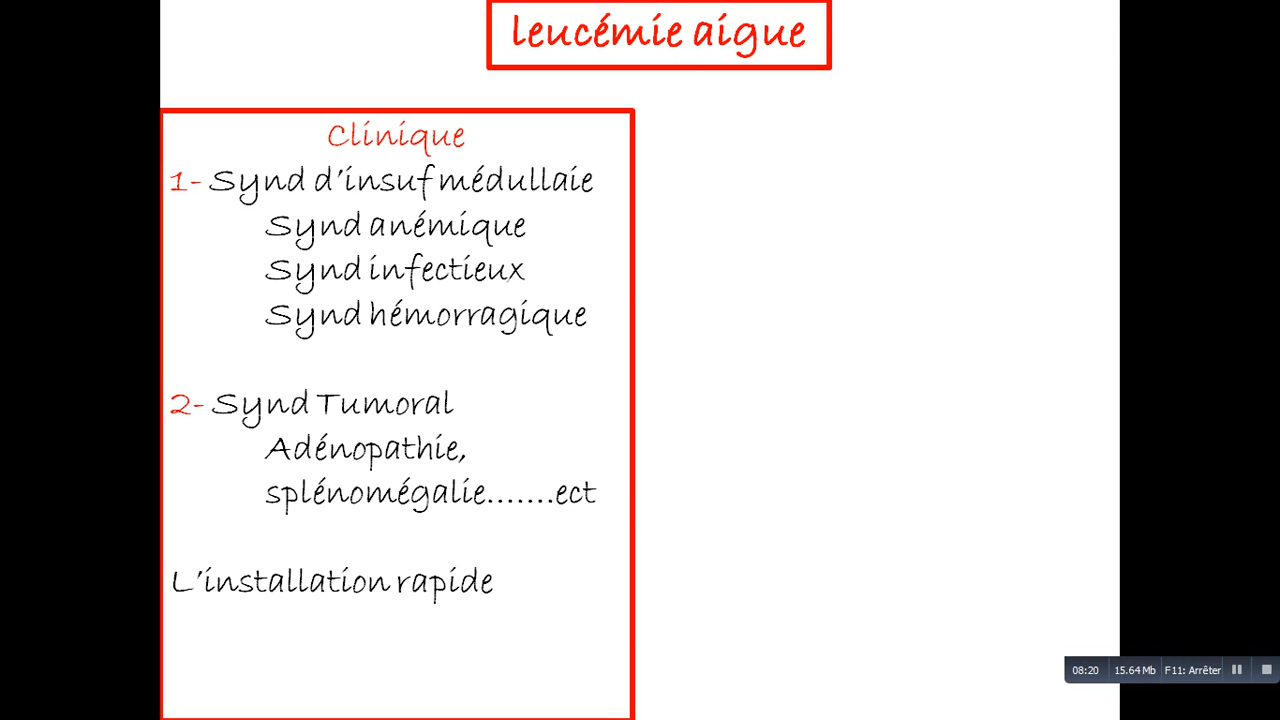 leucémie aigue
Clinique
1- Synd d'insuf médullaie
Synd anémique
Synd infectieux
Synd hémorragique
2- Synd Tumoral
Adénopathie,
splénomégalie.......ect
L'installation rapide
08:20 15.64 Mb F11: Arrêter